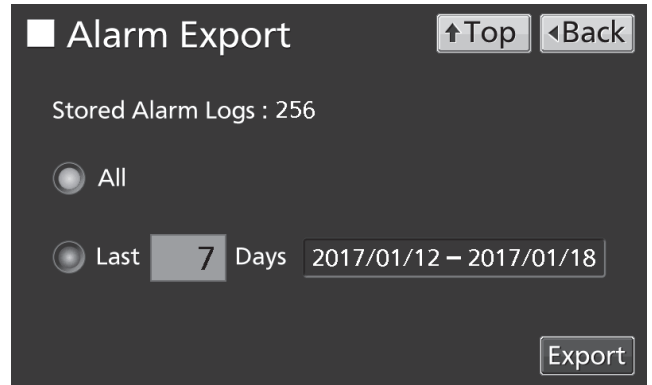 Alarm Export
Top
Back
Stored Alarm Logs : 256
All
Last 7 Days 2017/01/12 – 2017/01/18
Export